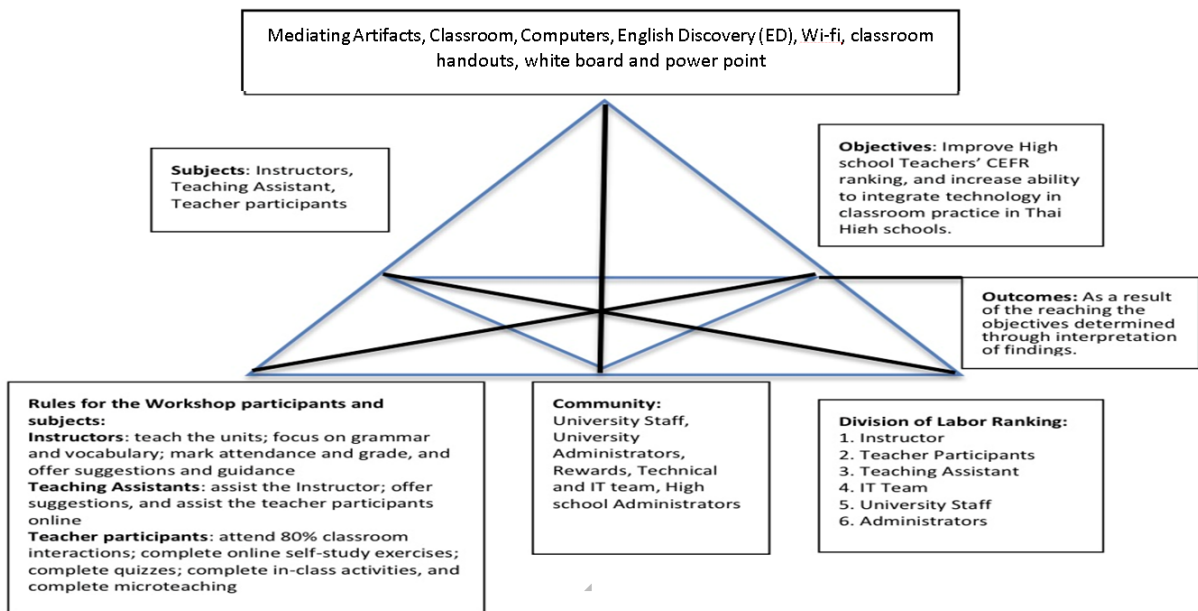 Mediating Artifacts, Classroom, Computers, English Discovery (ED), Wi-fi, classroom
handouts, white board and power point
Subjects: Instructors,
Teaching Assistant,
Teacher participants
Objectives: Improve High
school Teachers' CEFR
ranking, and increase ability
to integrate technology in
classroom practice in Thai
High schools.
Outcomes: As a result
of the reaching the
objectives determined
through interpretation
of findings.
Rules for the Workshop participants and
subjects:
Instructors: teach the units; focus on grammar
and vocabulary; mark attendance and grade, and
offer suggestions and guidance
Teaching Assistants: assist the Instructor; offer
suggestions, and assist the teacher participants
online
Teacher participants: attend 80% classroom
interactions; complete online self-study exercises;
complete quizzes; complete in-class activities, and
complete microteaching
Community:
University Staff,
University
Administrators,
Rewards, Technical
and IT team, High
school Administrators
Division of Labor Ranking:
1. Instructor
2. Teacher Participants
3. Teaching Assistant
4. IT Team
5. University Staff
6. Administrators